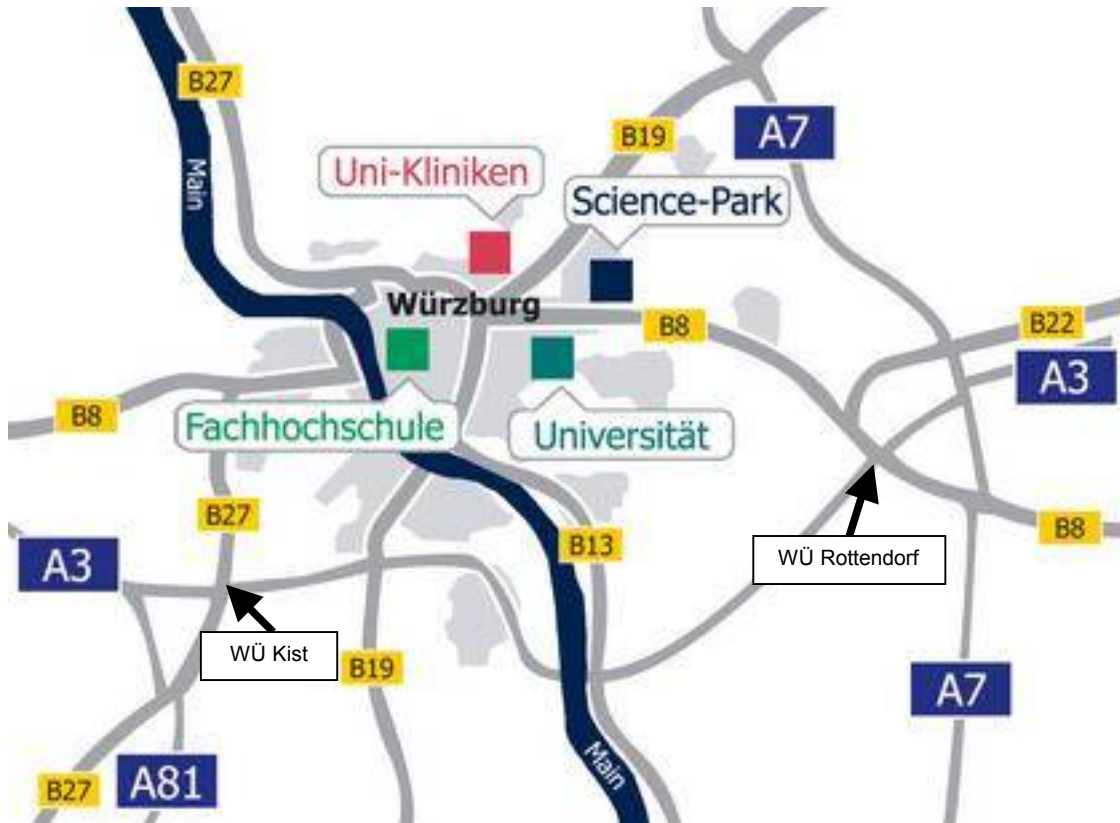 B27
A7
B19
Main
Uni-Kliniken
Science-Park
Würzburg
B8
B22
A3
B8
Fachhochschule
Universität
B27
B13
B8
A3
WÜ Rottendorf
WÜ Kist
B19
A7
Main
B27
A81